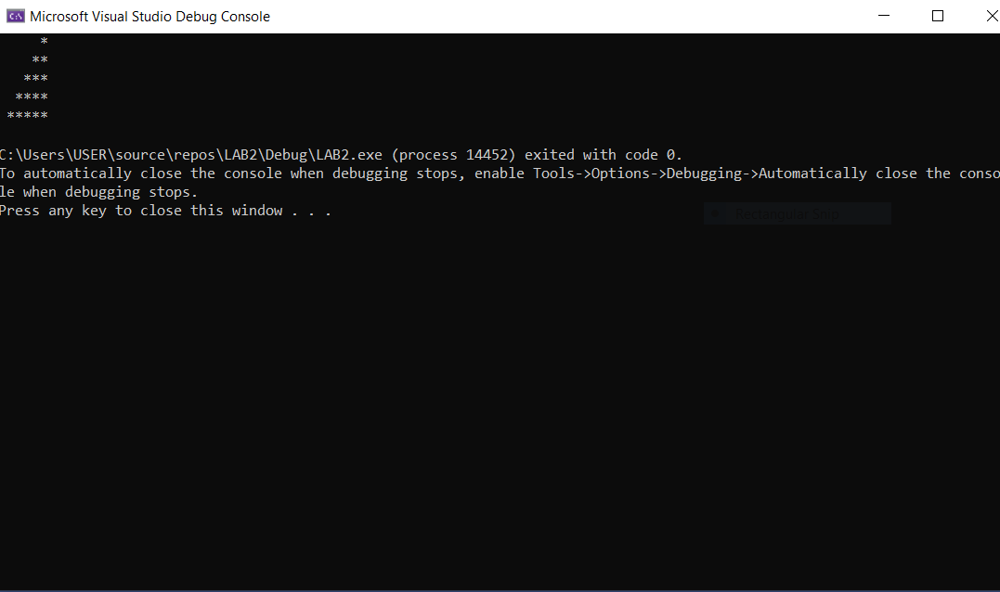 Microsoft Visual Studio Debug Console
     *
    **
   ***
  ****
 *****
C:\Users\USER\source\repos\LAB2\Debug\LAB2.exe (process 14452) exited with code 0.
To automatically close the console when debugging stops, enable Tools->Options->Debugging->Automatically close the conso
le when debugging stops.
Press any key to close this window . . .
Rectangular Snip